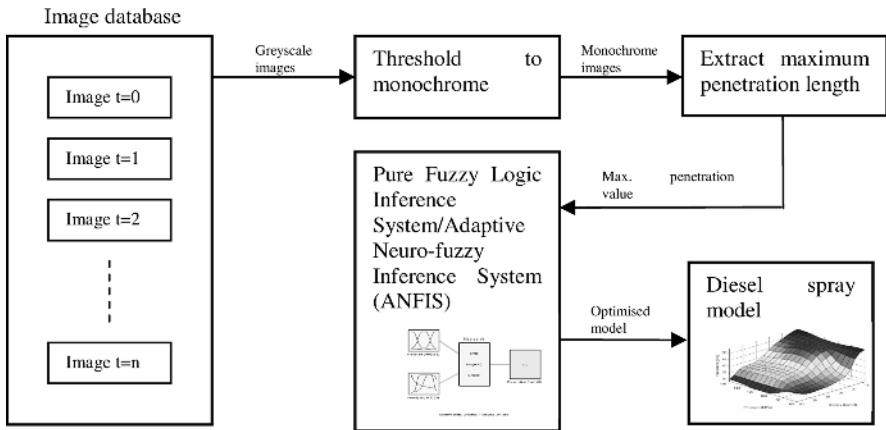 Image database
Image t=0
Image t=1
Image t=2
Image t=n
Greyscale
images
Threshold to
monochrome
Monochrome
images
Extract maximum
penetration length
Max. penetration
value
Pure Fuzzy Logic
Inference
System/Adaptive
Neuro-fuzzy
Inference System
(ANFIS)
Optimised
model
Diesel spray
model